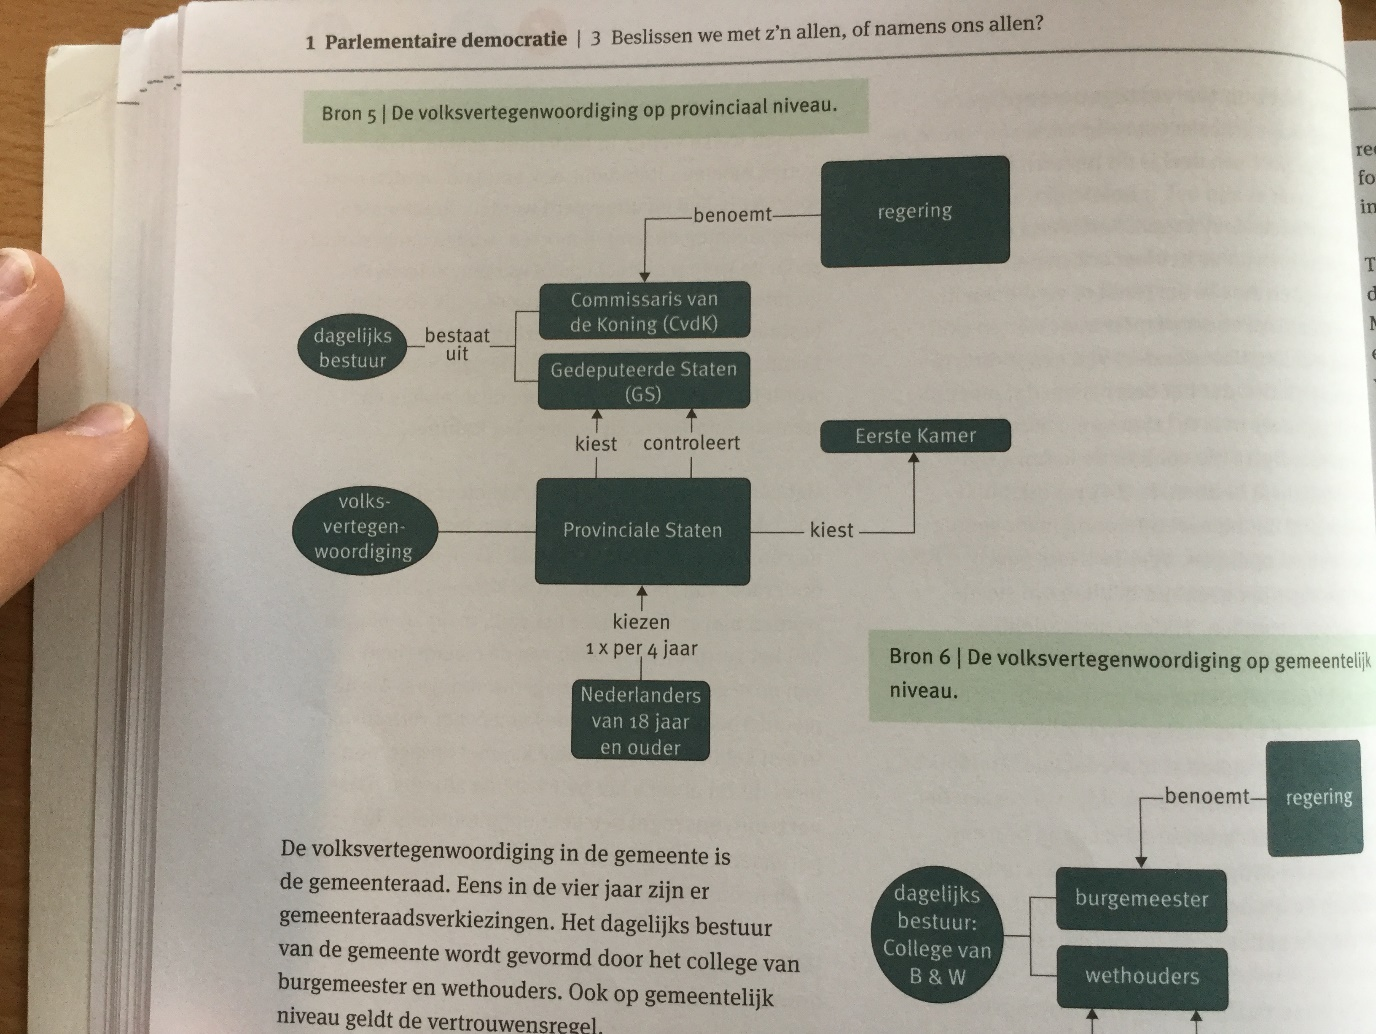 1 Parlementaire democratie | 3 Beslissen we met z'n allen, of namens ons allen?
Bron 5 | De volksvertegenwoordiging op provinciaal niveau.
benoemt
regering
Commissaris van
de Koning (CvdK)
dagelijks
bestuur
bestaat
uit
Gedeputeerde Staten
(GS)
kiest
controleert
Eerste Kamer
volks-
vertegen-
woordiging
Provinciale Staten
kiest
kiezen
1 x per 4 jaar
Nederlanders
van 18 jaar
en ouder
Bron 6 | De volksvertegenwoordiging op gemeentelijk
niveau.
benoemt
regering
dagelijks
bestuur:
College van
B & W
burgemeester
wethouders
De volksvertegenwoordiging in de gemeente is
de gemeenteraad. Eens in de vier jaar zijn er
gemeenteraadsverkiezingen. Het dagelijks bestuur
van de gemeente wordt gevormd door het college van
burgemeester en wethouders. Ook op gemeentelijk
niveau geldt de vertrouwensregel.